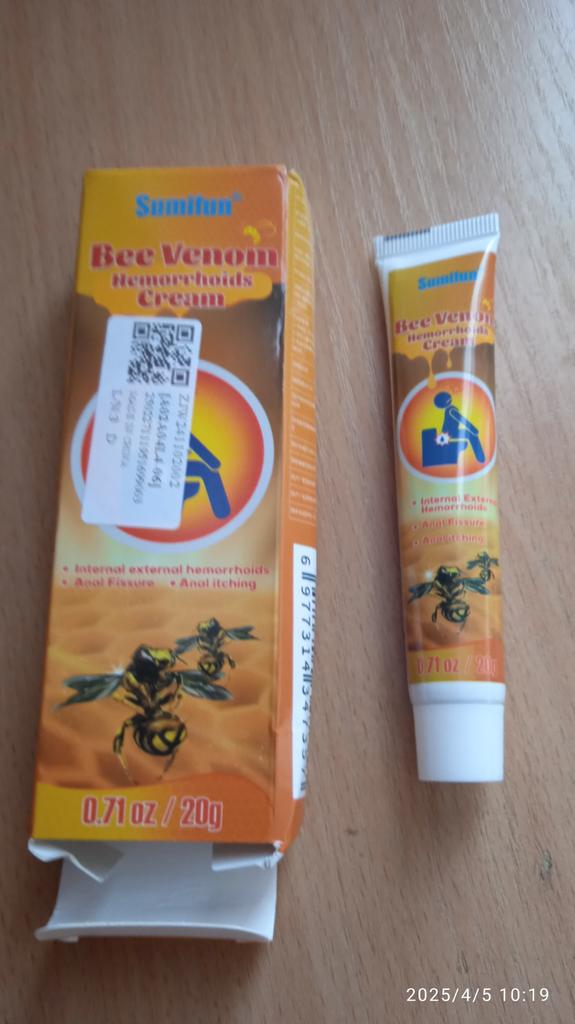 Sumifun®
Bee Venom
Hemorrhoids
Cream
ZJW241102002
• Internal external hemorrhoids
• Anal Fissure • Anal itching
0.71 oz / 20g
Sumifun
Bee Venom
Hemorrhoids
Cream
• Internal External
Hemorrhoids
• Anal Fissure
• Anal itching
0.71 oz / 20g
2025/4/5 10:19